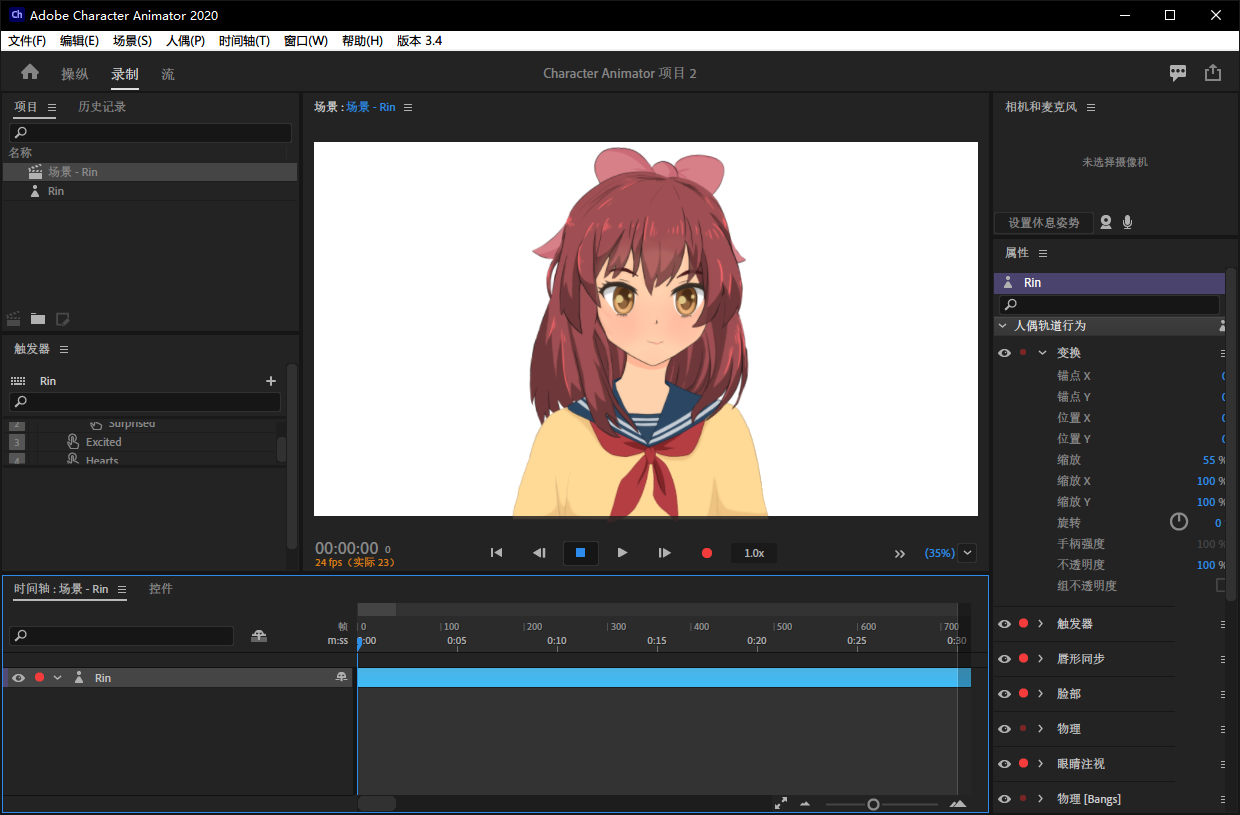 Ch Adobe Character Animator 2020
文件(F) 编辑(E) 场景(S) 人偶(P) 时间轴(T) 窗口(W) 帮助(H) 版本 3.4
操纵 录制 流 Character Animator 项目 2
项目 历史记录
名称
场景 - Rin
Rin
触发器
Rin
2 Surprised
3 Excited
4 Hearts
场景 : 场景 - Rin
00:00:00 0
24 fps (实际 23)
1.0x
(35%)
相机和麦克风
未选择摄像机
设置休息姿势
属性
Rin
人偶轨道行为
变换
锚点 X 0
锚点 Y 0
位置 X 0
位置 Y 0
缩放 55 %
缩放 X 100 %
缩放 Y 100 %
旋转 0
手柄强度 100 %
不透明度 100 %
组不透明度
触发器
唇形同步
脸部
物理
眼睛注视
物理 [Bangs]
时间轴 : 场景 - Rin 控件
帧 0 100 200 300 400 500 600 700
m:ss 0:00 0:05 0:10 0:15 0:20 0:25 0:30
Rin